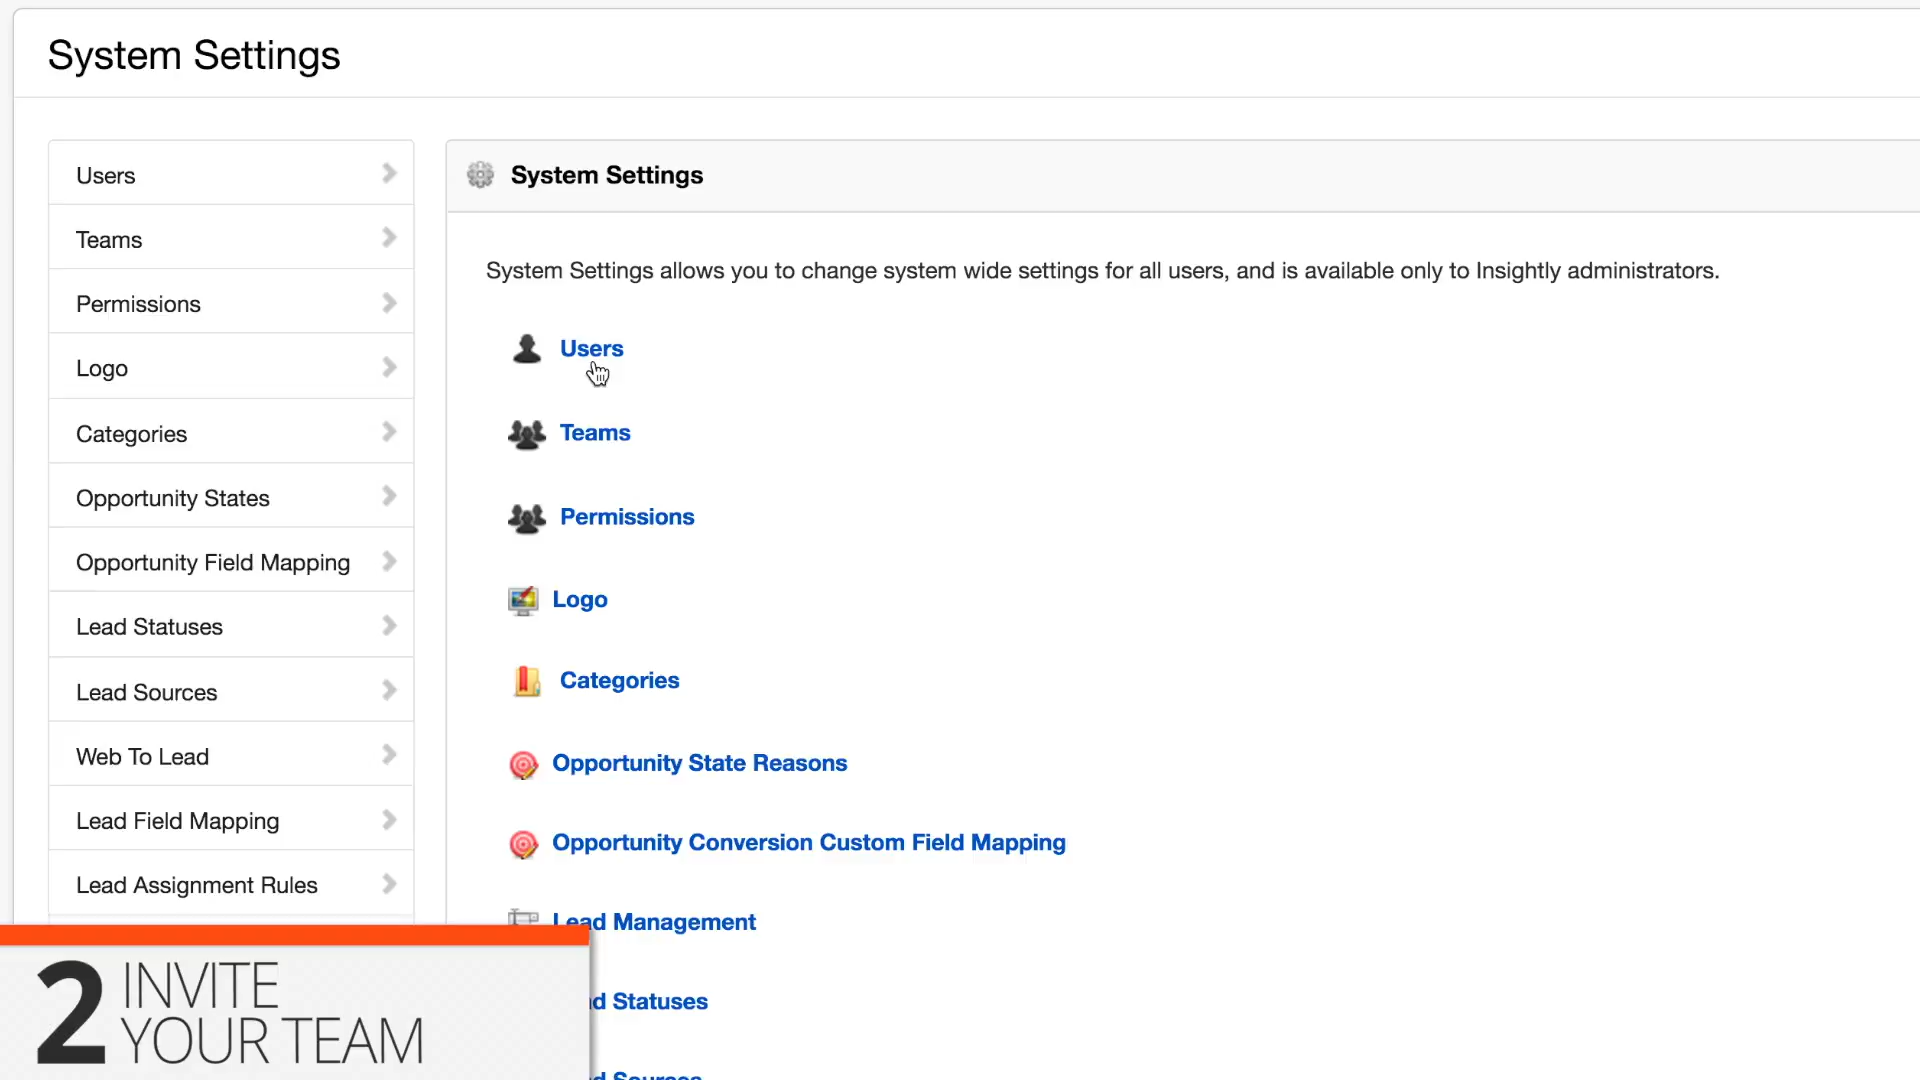 System Settings
Users
Teams
Permissions
Logo
Categories
Opportunity States
Opportunity Field Mapping
Lead Statuses
Lead Sources
Web To Lead
Lead Field Mapping
Lead Assignment Rules
System Settings
System Settings allows you to change system wide settings for all users, and is available only to Insightly administrators.
Users
Teams
Permissions
Logo
Categories
Opportunity State Reasons
Opportunity Conversion Custom Field Mapping
Lead Management
Statuses
2 INVITE
YOUR TEAM